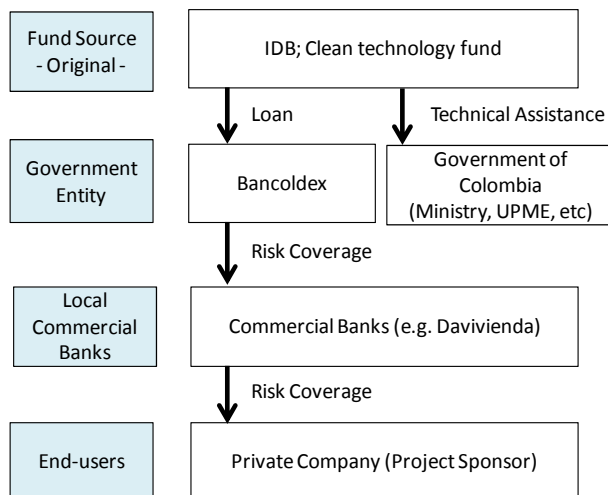 Fund Source
- Original -
IDB; Clean technology fund
Loan
Technical Assistance
Government
Entity
Bancoldex
Government of
Colombia
(Ministry, UPME, etc)
Risk Coverage
Local
Commercial
Banks
Commercial Banks (e.g. Davivienda)
Risk Coverage
End-users
Private Company (Project Sponsor)